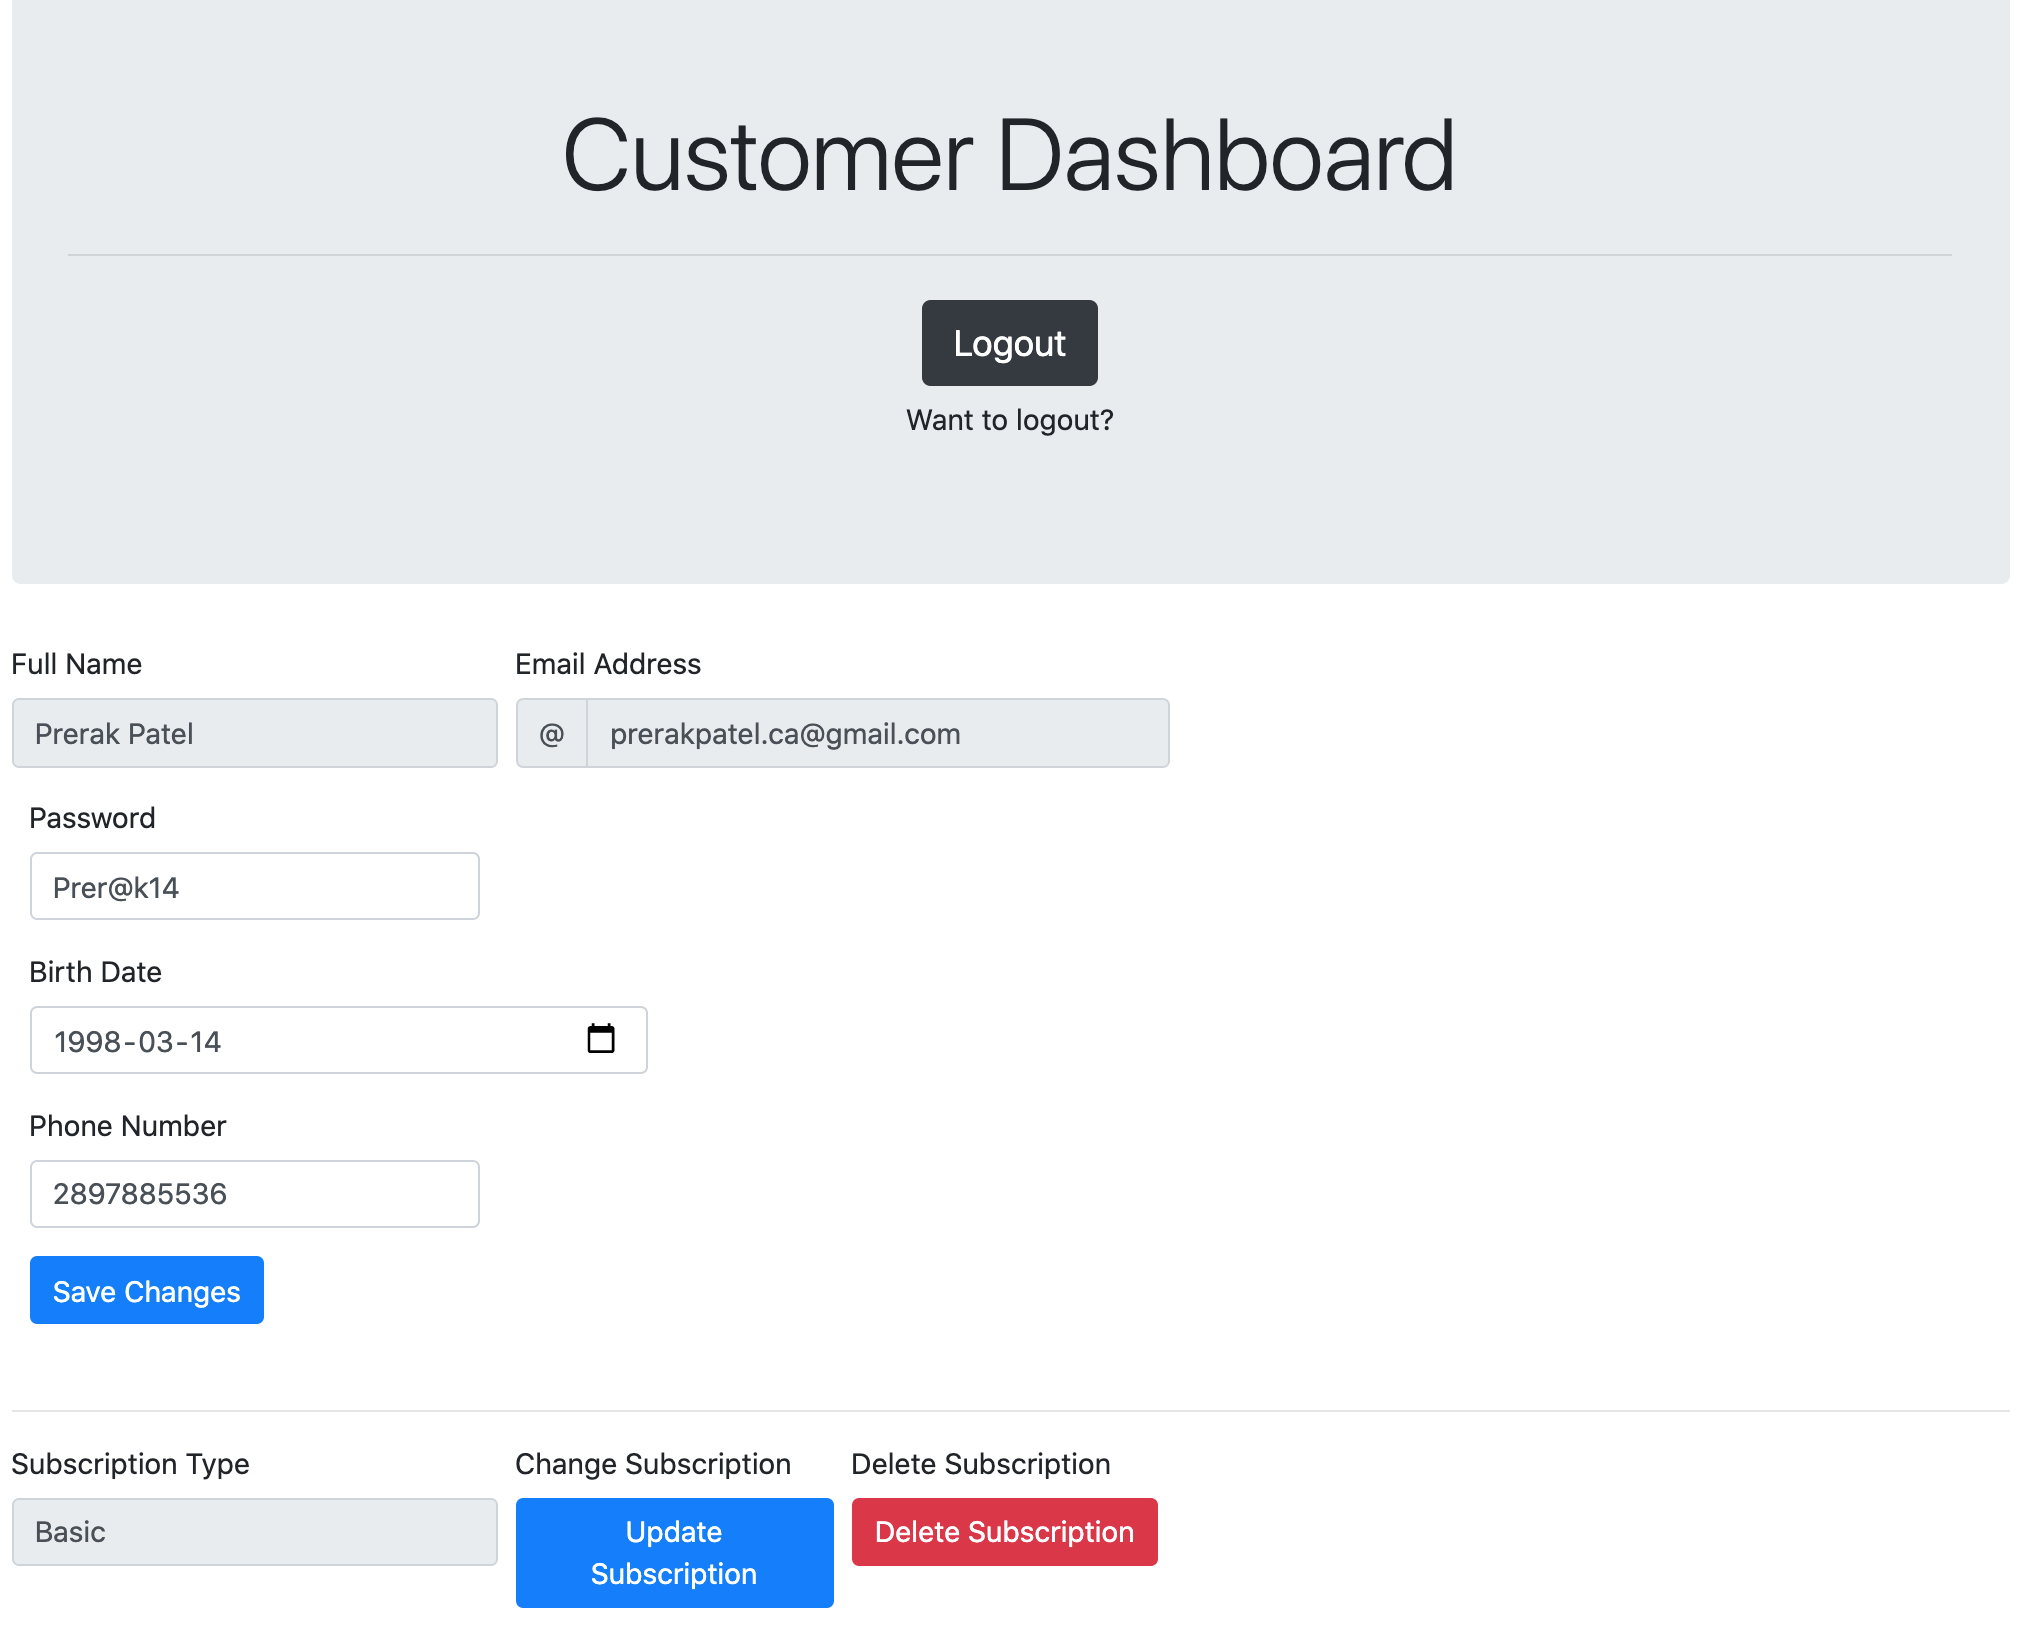 Customer Dashboard
Logout
Want to logout?
Full Name
Email Address
Prerak Patel
@ prerakpatel.ca@gmail.com
Password
Prer@k14
Birth Date
1998-03-14
Phone Number
2897885536
Save Changes
Subscription Type
Change Subscription
Delete Subscription
Basic
Update
Subscription
Delete Subscription